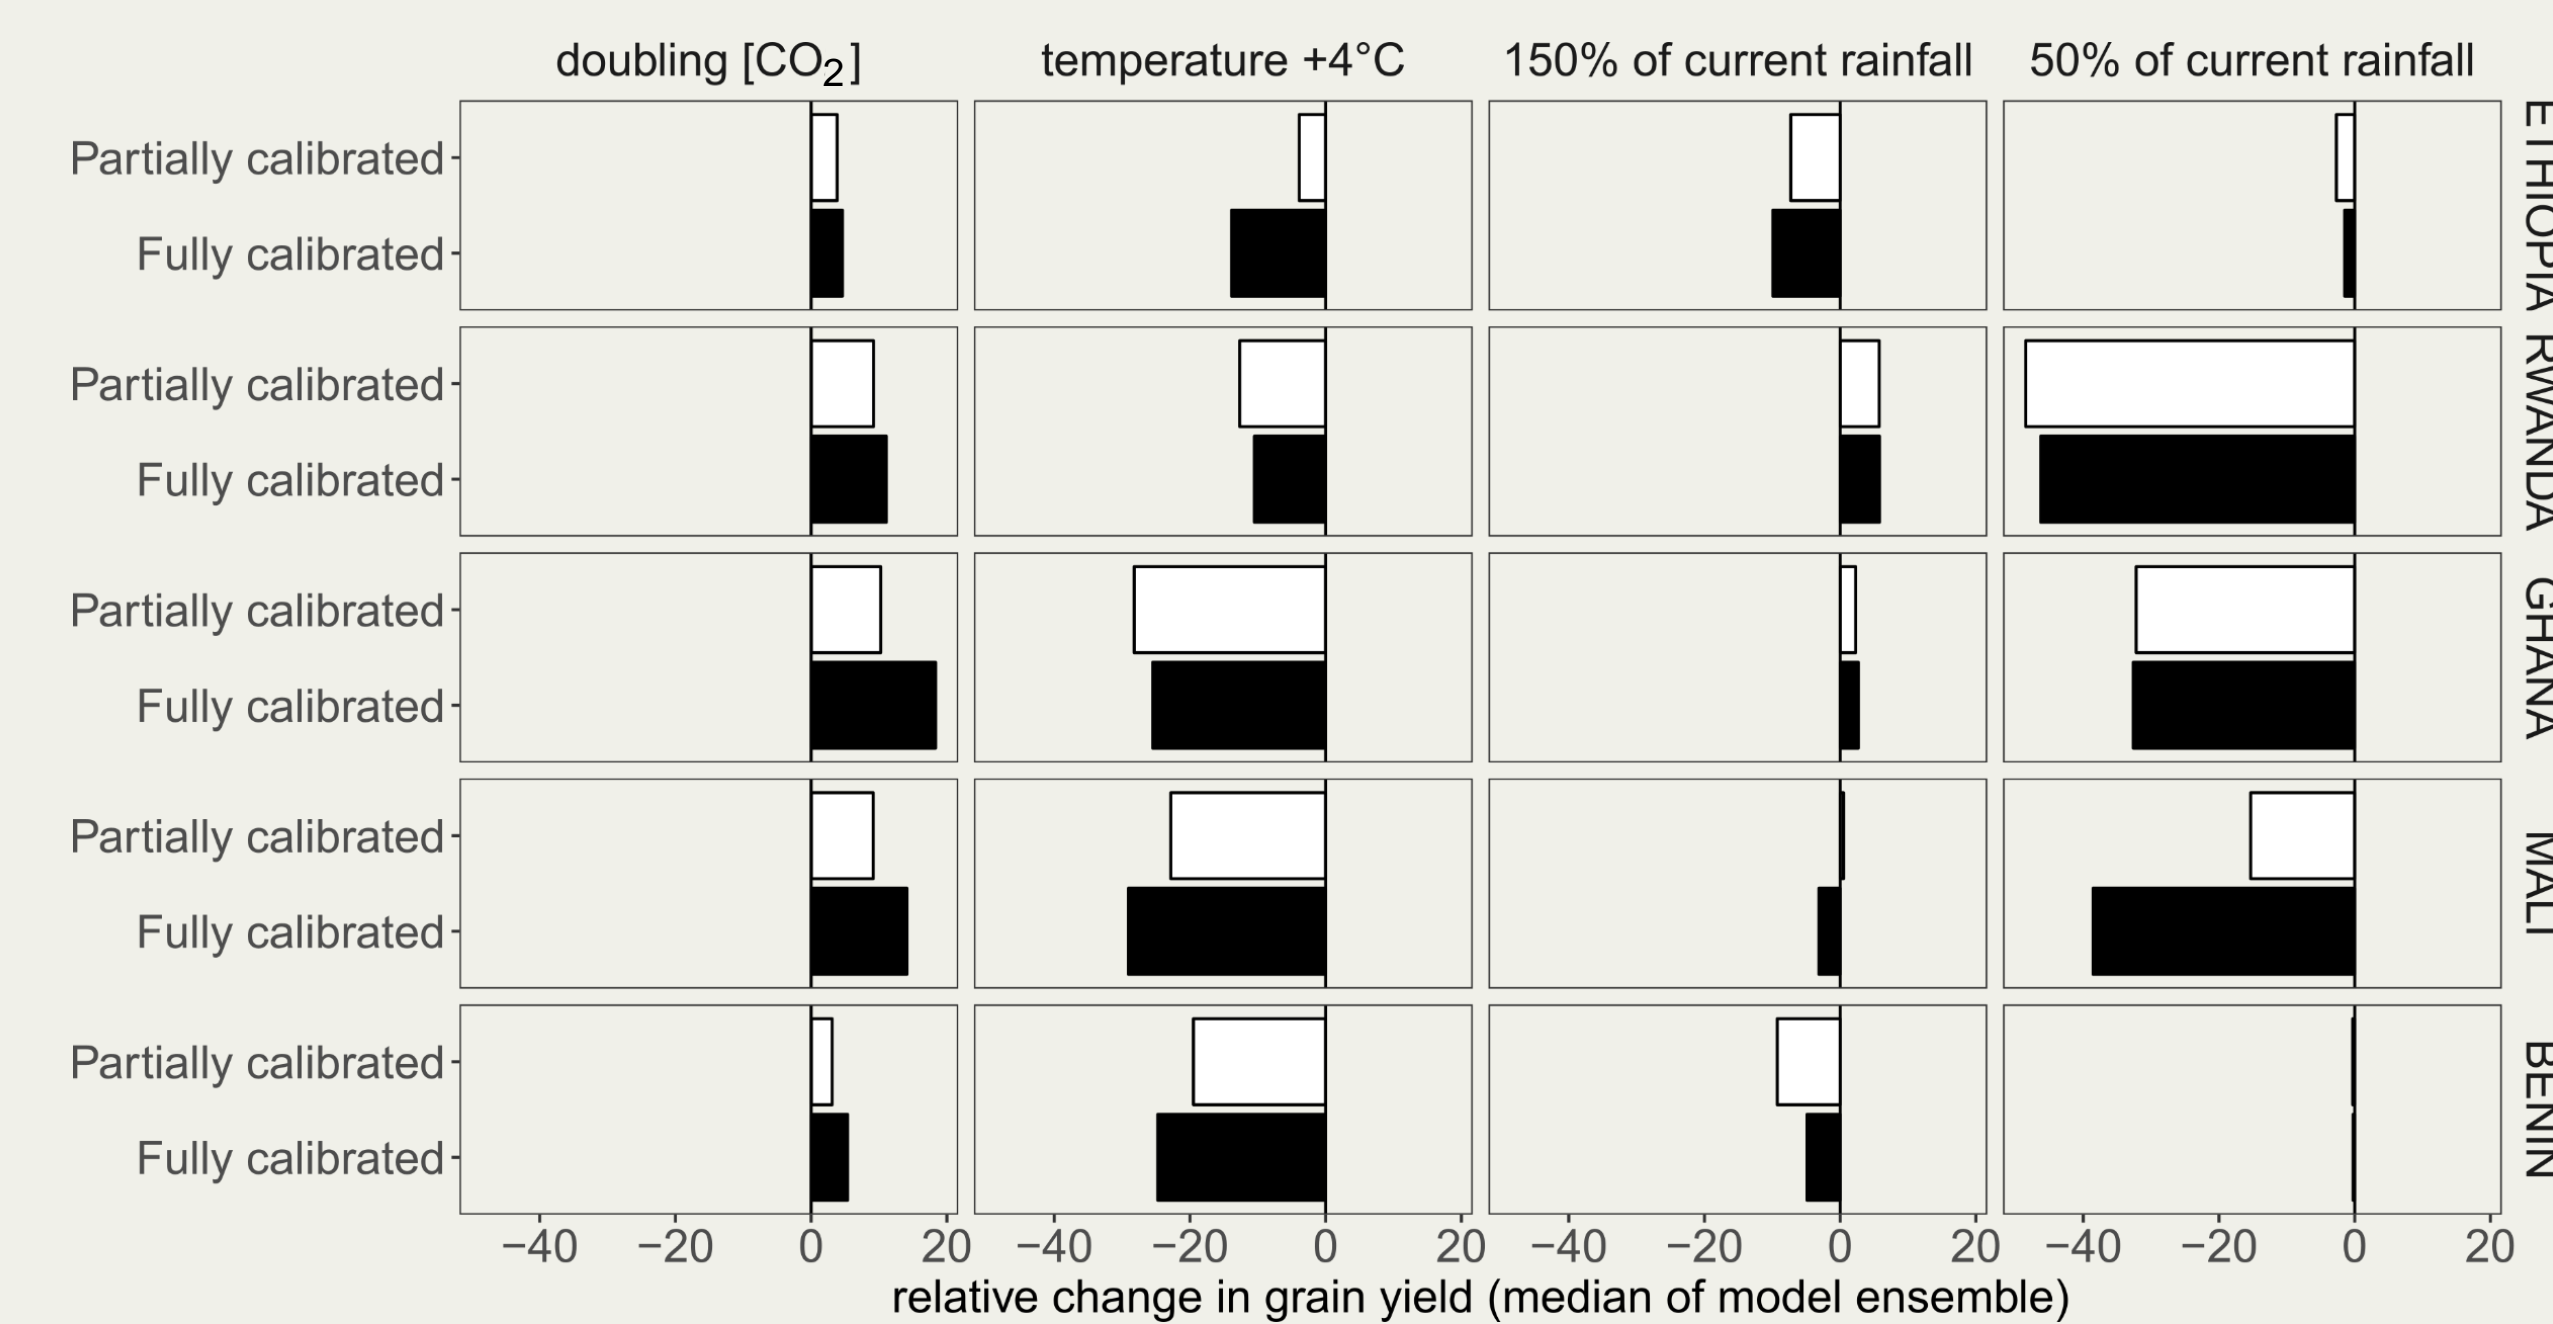 doubling [CO₂] temperature +4°C 150% of current rainfall 50% of current rainfall
Partially calibrated
Fully calibrated
ETHIOPIA
Partially calibrated
Fully calibrated
RWANDA
Partially calibrated
Fully calibrated
GHANA
Partially calibrated
Fully calibrated
MALI
Partially calibrated
Fully calibrated
BENIN
−40 −20 0 20 −40 −20 0 20 −40 −20 0 20 −40 −20 0 20
relative change in grain yield (median of model ensemble)